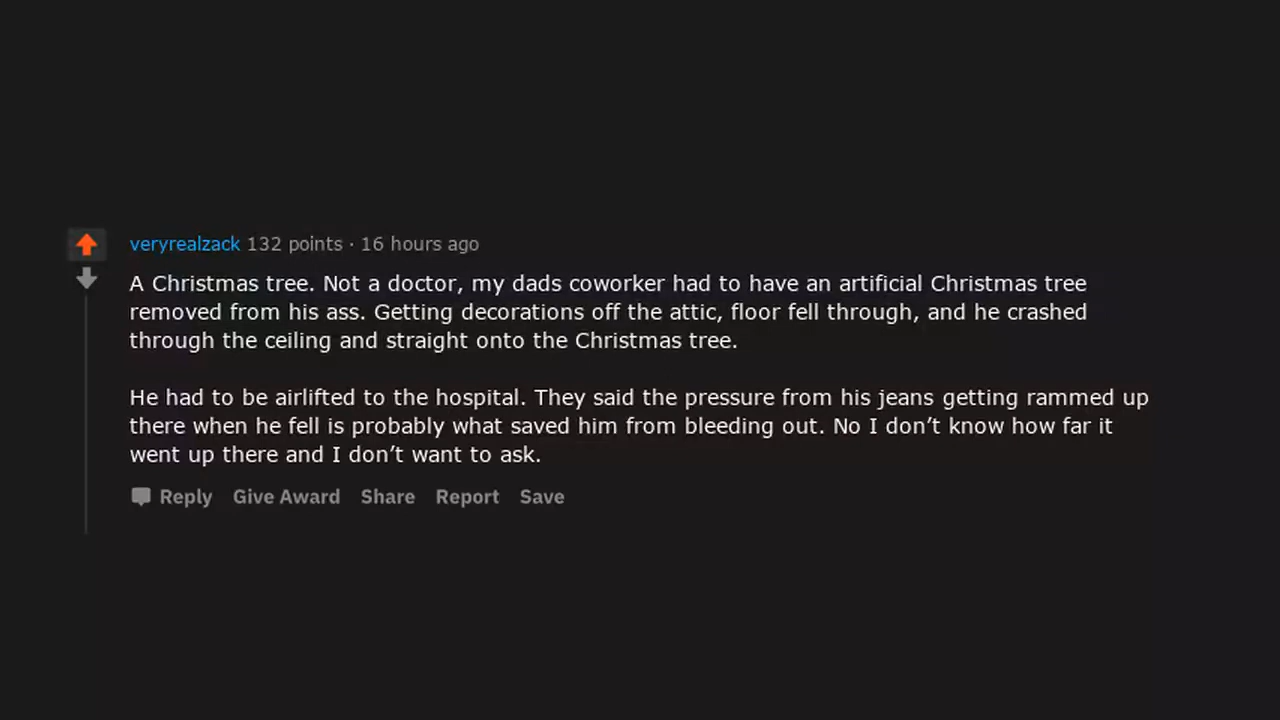 veryrealzack 132 points · 16 hours ago
A Christmas tree. Not a doctor, my dads coworker had to have an artificial Christmas tree
removed from his ass. Getting decorations off the attic, floor fell through, and he crashed
through the ceiling and straight onto the Christmas tree.
He had to be airlifted to the hospital. They said the pressure from his jeans getting rammed up
there when he fell is probably what saved him from bleeding out. No I don’t know how far it
went up there and I don’t want to ask.
Reply Give Award Share Report Save